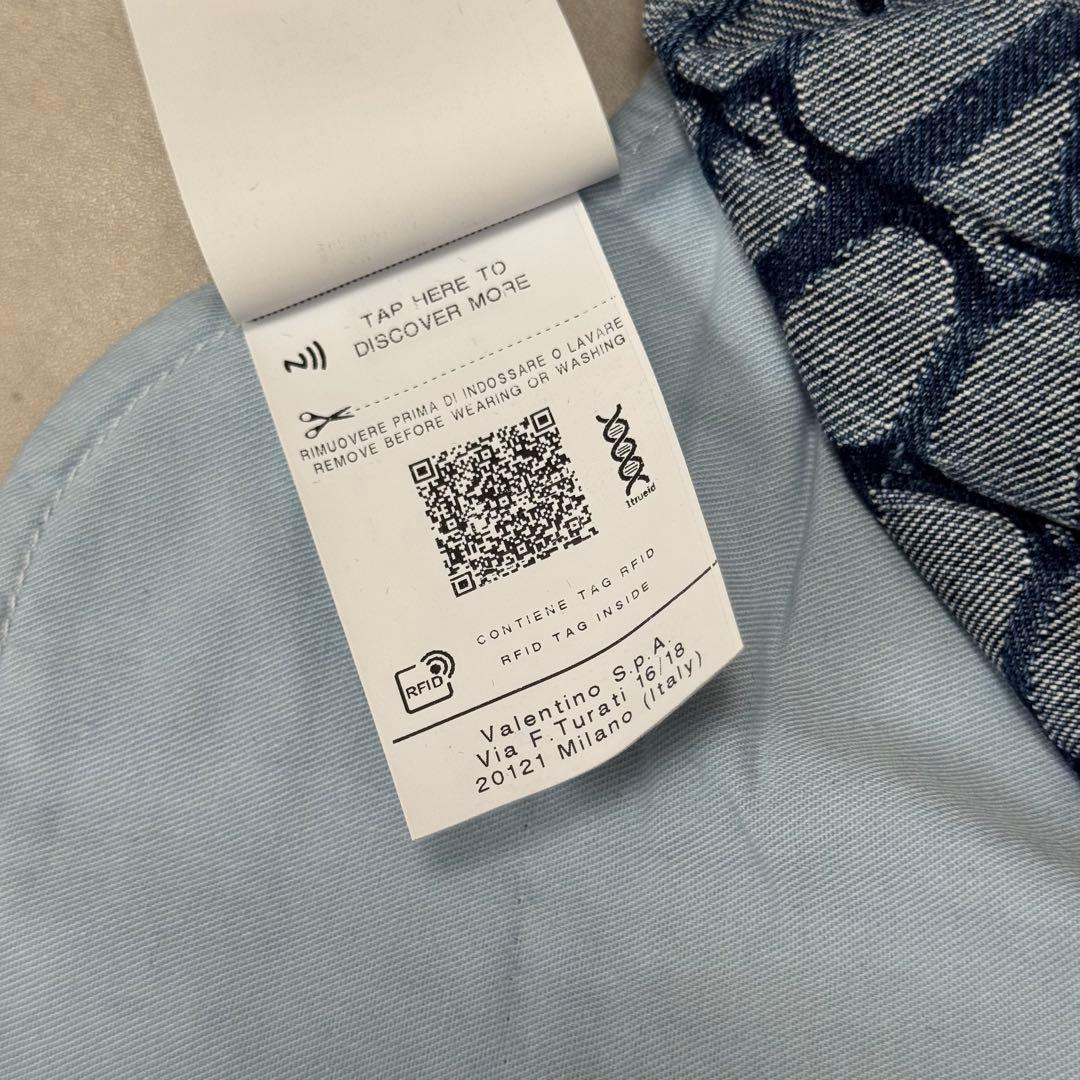 TAP HERE TO
DISCOVER MORE
RIMUOVERE PRIMA DI INDOSSARE O LAVARE
REMOVE BEFORE WEARING OR WASHING
1trueid
CONTIENE TAG RFID
RFID TAG INSIDE
RFID
Valentino S.p.A.
Via F.Turati 16/18
20121 Milano (Italy)